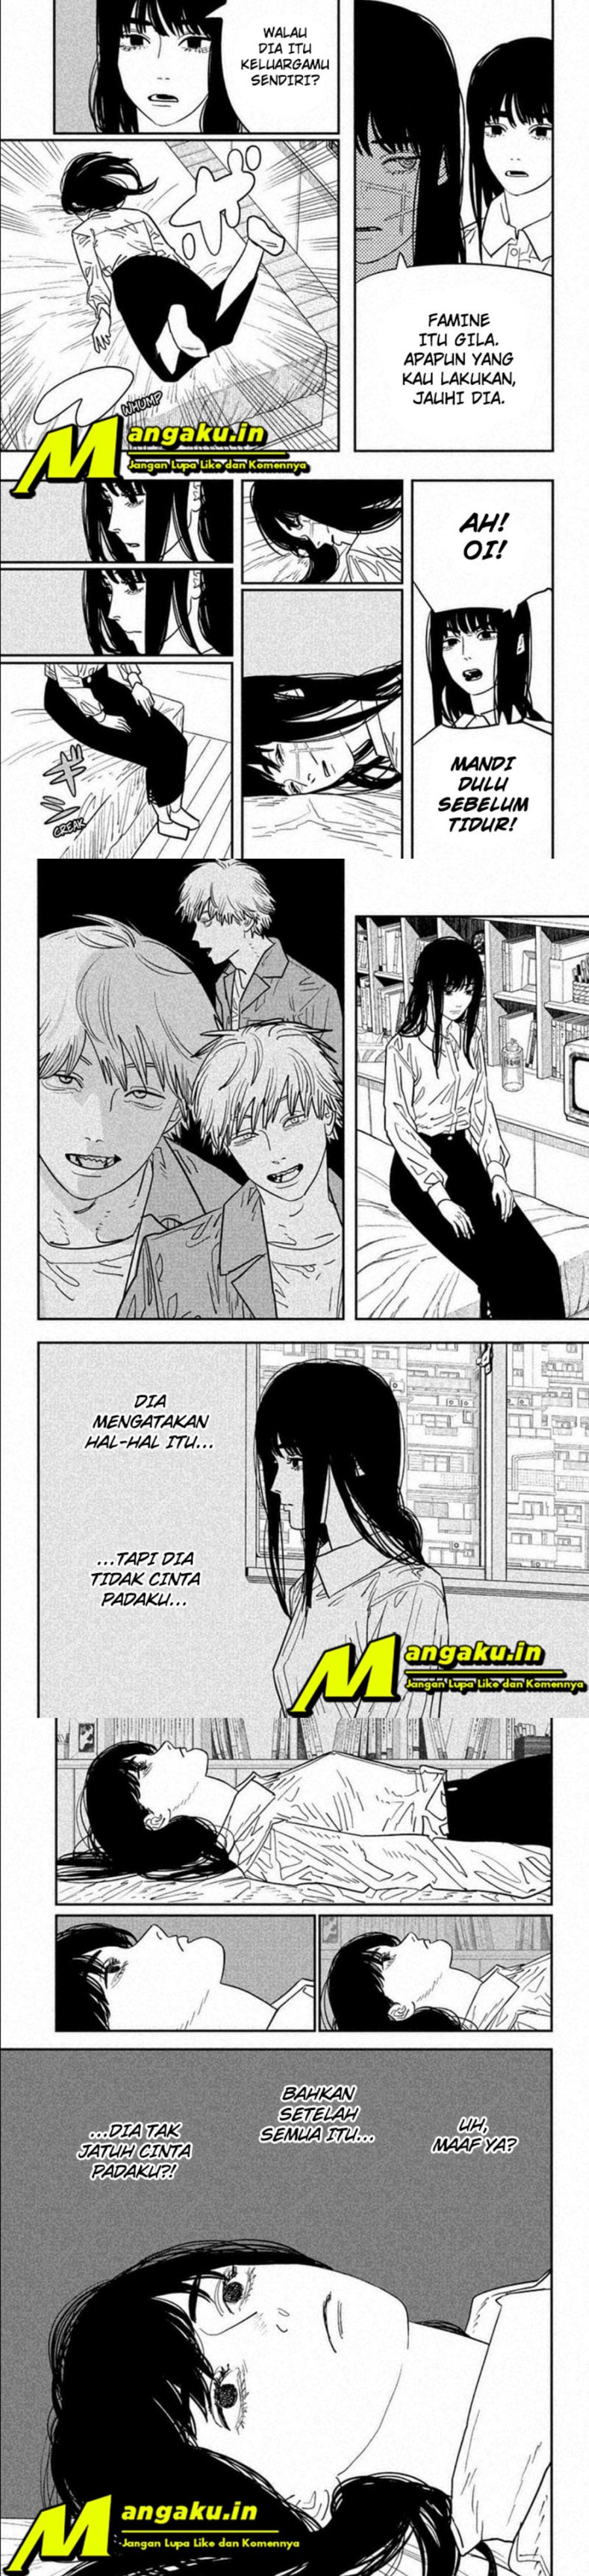 FAMINE
ITU GILA.
APAPUN YANG
KAU LAKUKAN,
JAUHI DIA.
WALAU
DIA ITU
KELUARGAMU
SENDIRI?
WHUMP
Mangaku.in
Jangan Lupa Like dan Komennya
AH!
OI!
MANDI
DULU
SEBELUM
TIDUR!
CREAK
DIA
MENGATAKAN
HAL-HAL ITU...
...TAPI DIA
TIDAK CINTA
PADAKU...
Mangaku.in
Jangan Lupa Like dan Komennya
UH,
MAAF YA?
BAHKAN
SETELAH
SEMUA ITU...
...DIA TAK
JATUH CINTA
PADAKU?!
Mangaku.in
Jangan Lupa Like dan Komennya